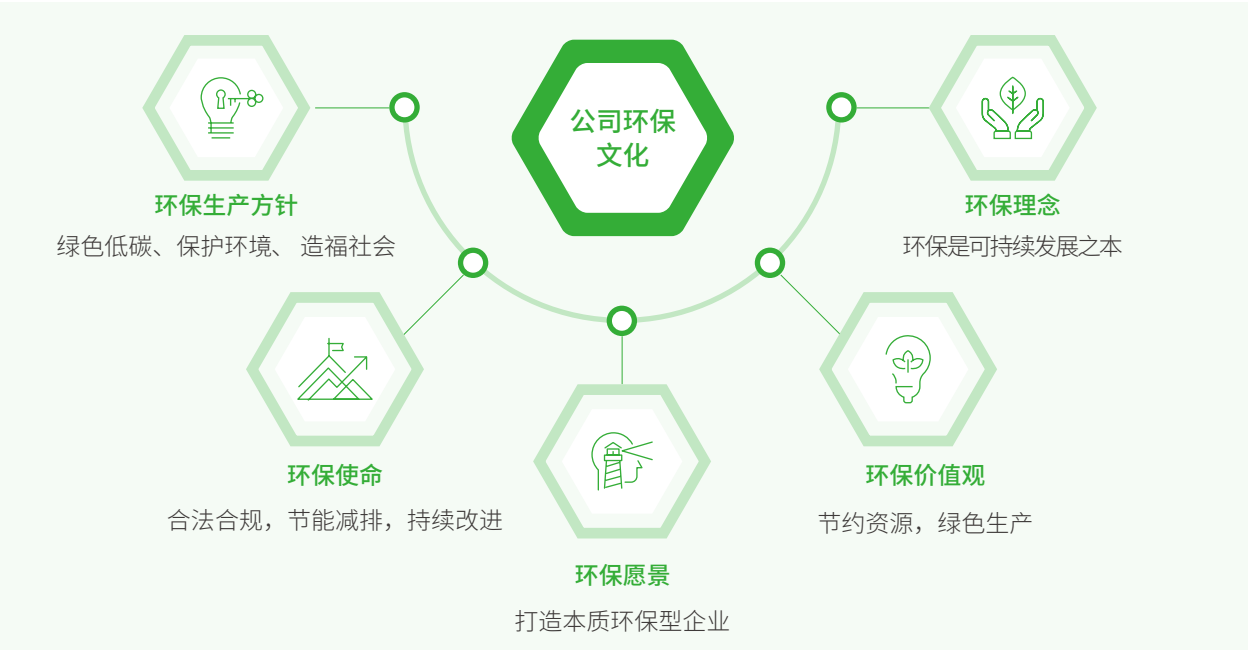 公司环保
文化
环保生产方针
绿色低碳、保护环境、 造福社会
环保理念
环保是可持续发展之本
环保使命
合法合规，节能减排，持续改进
环保价值观
节约资源，绿色生产
环保愿景
打造本质环保型企业